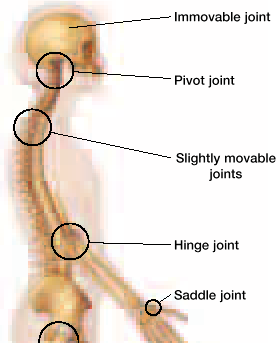 Immovable joint
Pivot joint
Slightly movable
joints
Hinge joint
Saddle joint